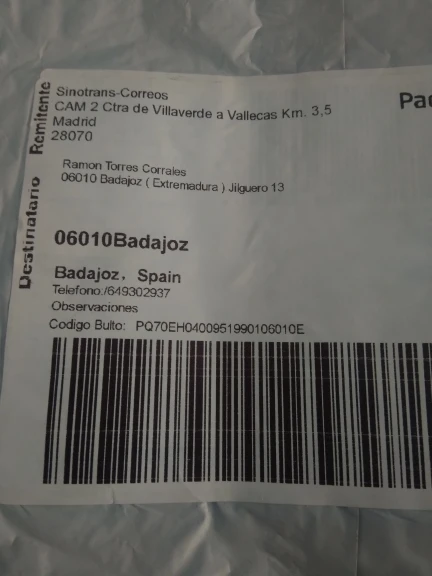 Remitente
Sinotrans-Correos
CAM 2 Ctra de Villaverde a Vallecas Km. 3,5
Madrid
28070
Destinatario
Ramon Torres Corrales
06010 Badajoz ( Extremadura ) Jilguero 13
06010Badajoz
Badajoz, Spain
Telefono:/649302937
Observaciones
Codigo Bulto: PQ70EH0400951990106010E